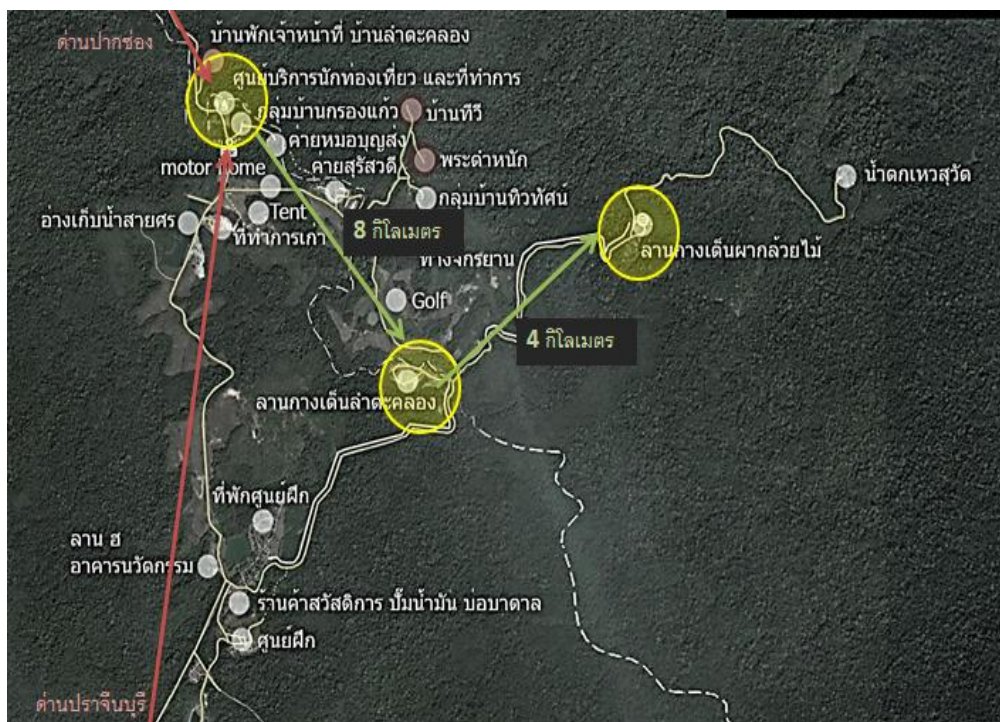 บ้านพักเจ้าหน้าที่ บ้านลำตะคลอง
ด่านปากช่อง
ศูนย์บริการนักท่องเที่ยว และที่ทำการ
กลุ่มบ้านกรองแก้ว
บ้านทีวี
ค่ายหมอบุญส่ง
motor home
ค่ายสุรัสวดี
พระตำหนัก
น้ำตกเหวสุวัต
กลุ่มบ้านทิวทัศน์
Tent
อ่างเก็บน้ำสายศร
ที่ทำการเก่า
8 กิโลเมตร
ลานกางเต็นผากล้วยไม้
ทางจักรยาน
Golf
4 กิโลเมตร
ลานกางเต็นลำตะคลอง
ที่พักศูนย์ฝึก
ลาน ฮ
อาคารนวัตกรรม
ร้านค้าสวัสดิการ ปั๊มน้ำมัน บ่อบาดาล
ศูนย์ฝึก
ด่านปราจีนบุรี